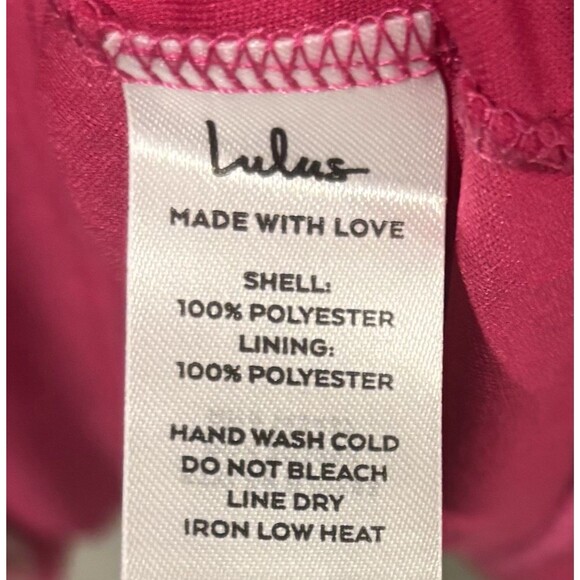 Lulus
MADE WITH LOVE
SHELL:
100% POLYESTER
LINING:
100% POLYESTER
HAND WASH COLD
DO NOT BLEACH
LINE DRY
IRON LOW HEAT